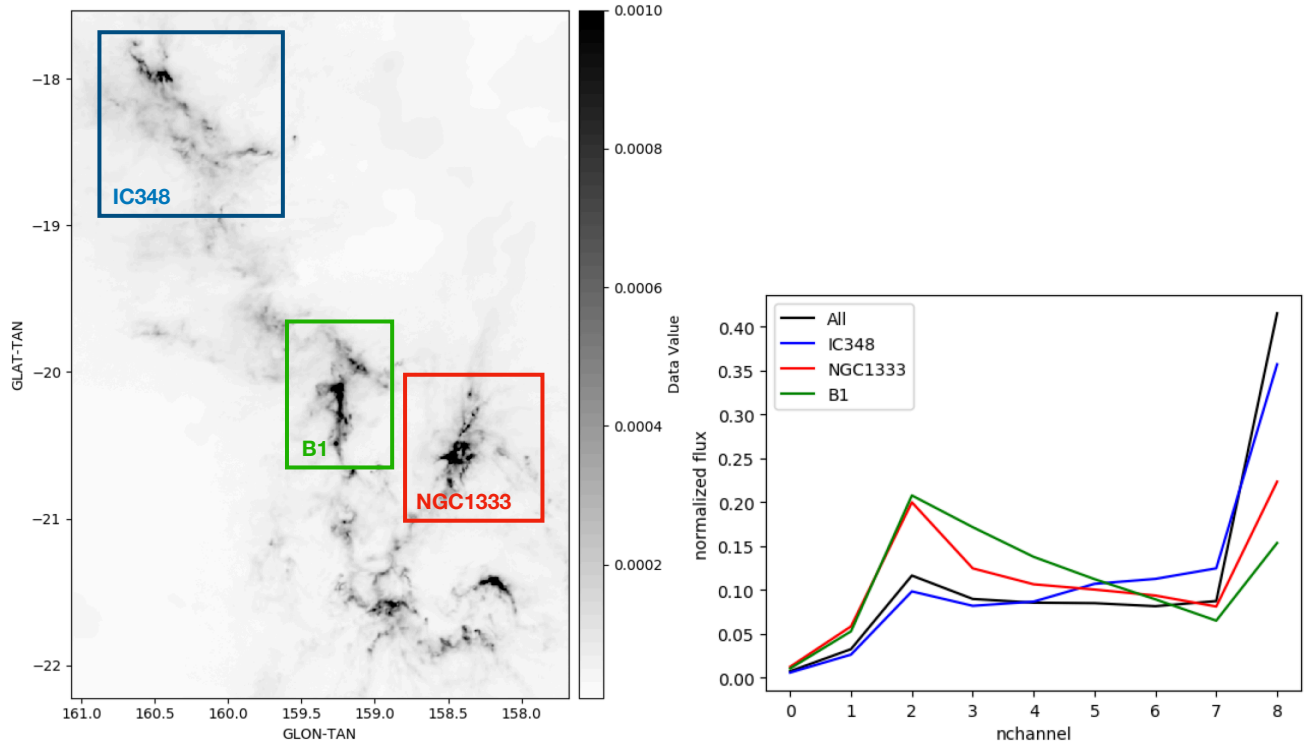 0.0010
−18
0.0008
IC348
−19
0.0006
GLAT-TAN
Data Value
−20
0.0004
B1
NGC1333
−21
0.0002
−22
161.0 160.5 160.0 159.5 159.0 158.5 158.0
GLON-TAN
All
IC348
NGC1333
B1
0.40
0.35
0.30
0.25
0.20
0.15
0.10
0.05
0.00
normalized flux
0 1 2 3 4 5 6 7 8
nchannel